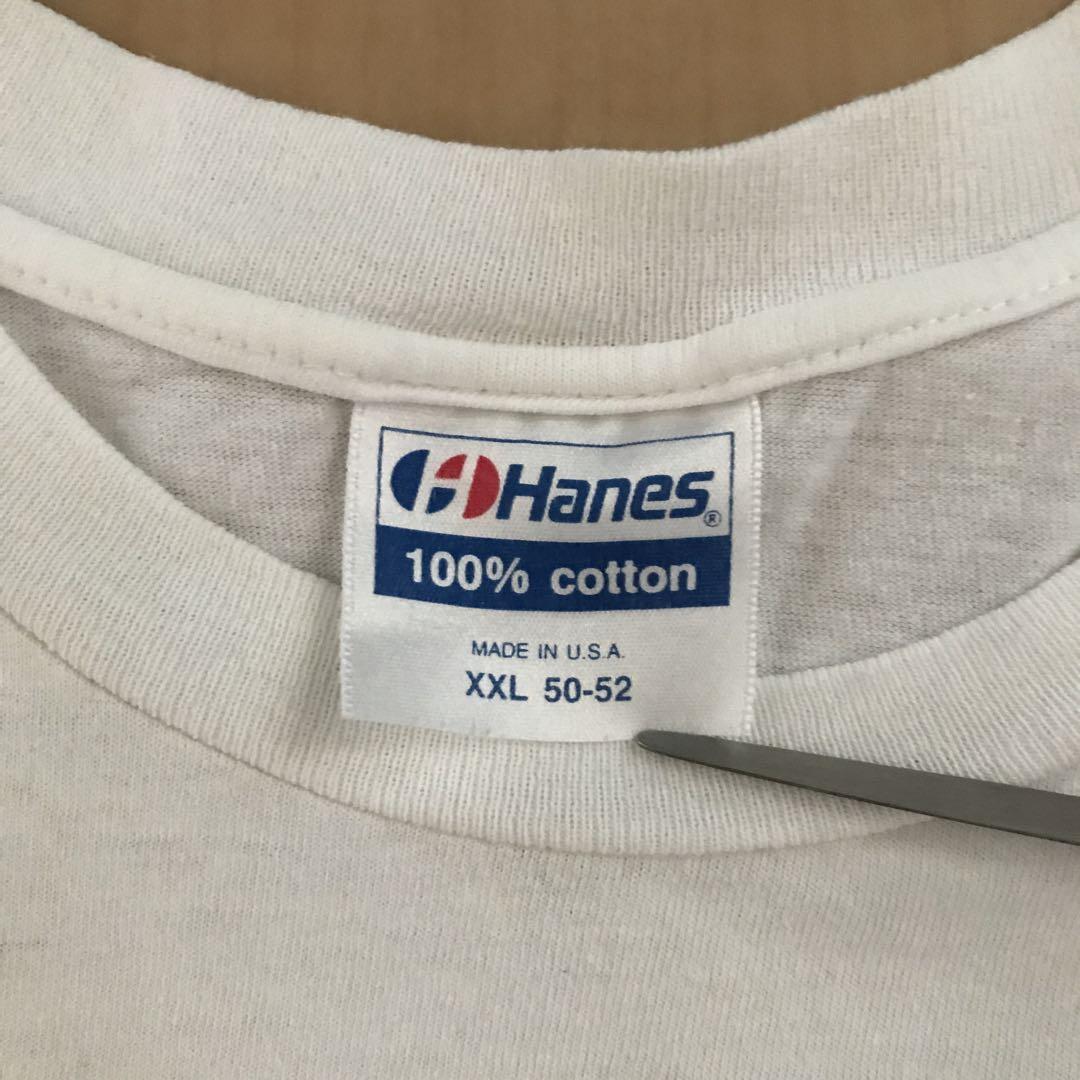 Hanes®
100% cotton
MADE IN U.S.A.
XXL 50-52